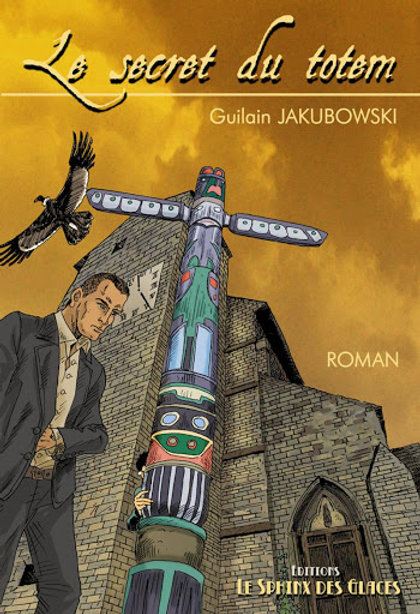 Le secret du totem
Guilain JAKUBOWSKI
ROMAN
EDITIONS
LE SPHINX DES GLACES